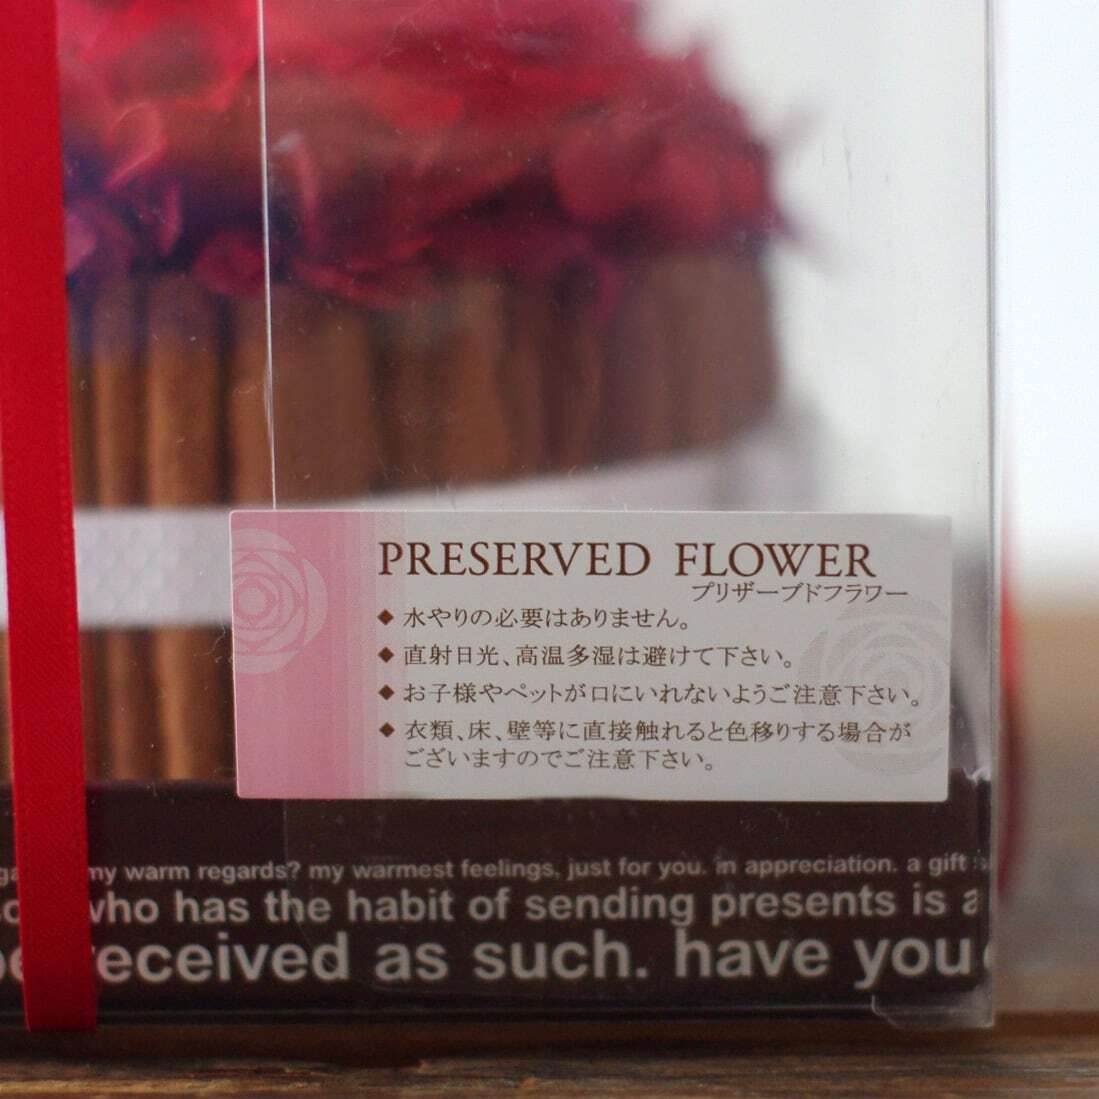 PRESERVED FLOWER
プリザーブドフラワー
◆ 水やりの必要はありません。
◆ 直射日光、高温多湿は避けて下さい。
◆ お子様やペットが口にいれないようご注意下さい。
◆ 衣類、床、壁等に直接触れると色移りする場合が
ございますのでご注意下さい。
my warm regards? my warmest feelings, just for you. in appreciation. a gift
who has the habit of sending presents is a
received as such. have you